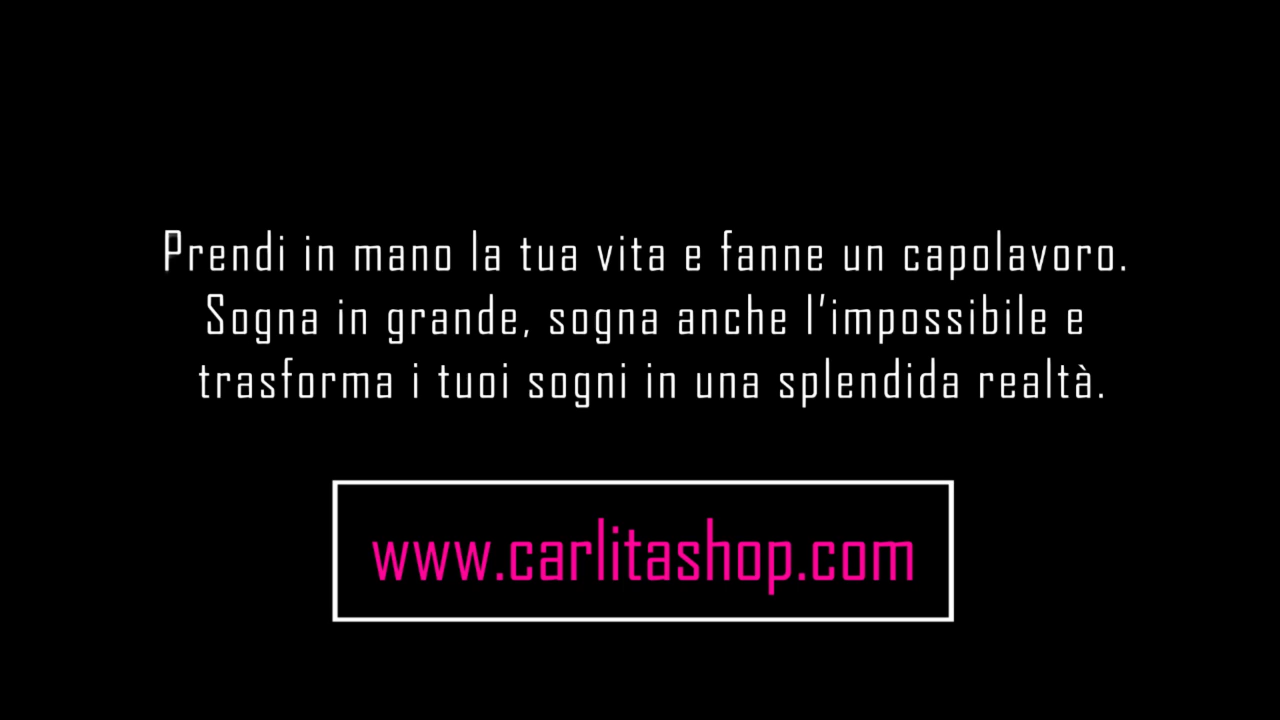 Prendi in mano la tua vita e fanne un capolavoro.
Sogna in grande, sogna anche l’impossibile e
trasforma i tuoi sogni in una splendida realtà.
www.carlitashop.com